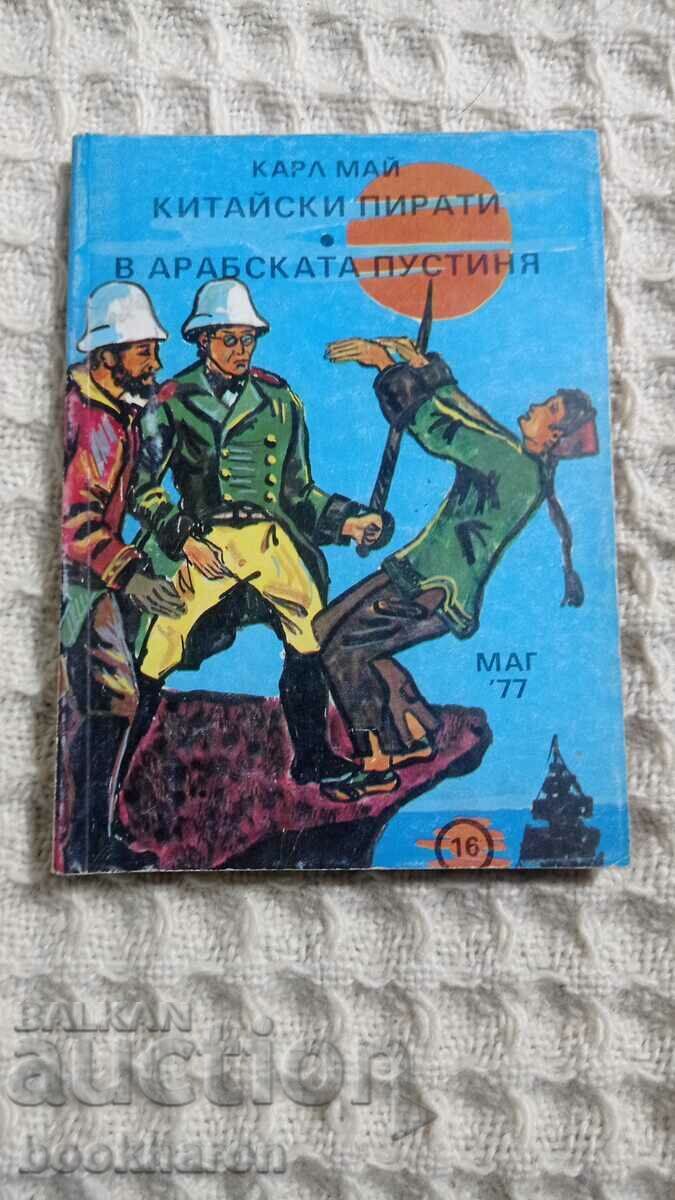 КАРЛ МАЙ
КИТАЙСКИ ПИРАТИ
•
В АРАБСКАТА ПУСТИНЯ
МАГ
'77
16
BALKAN
auction
bookharon